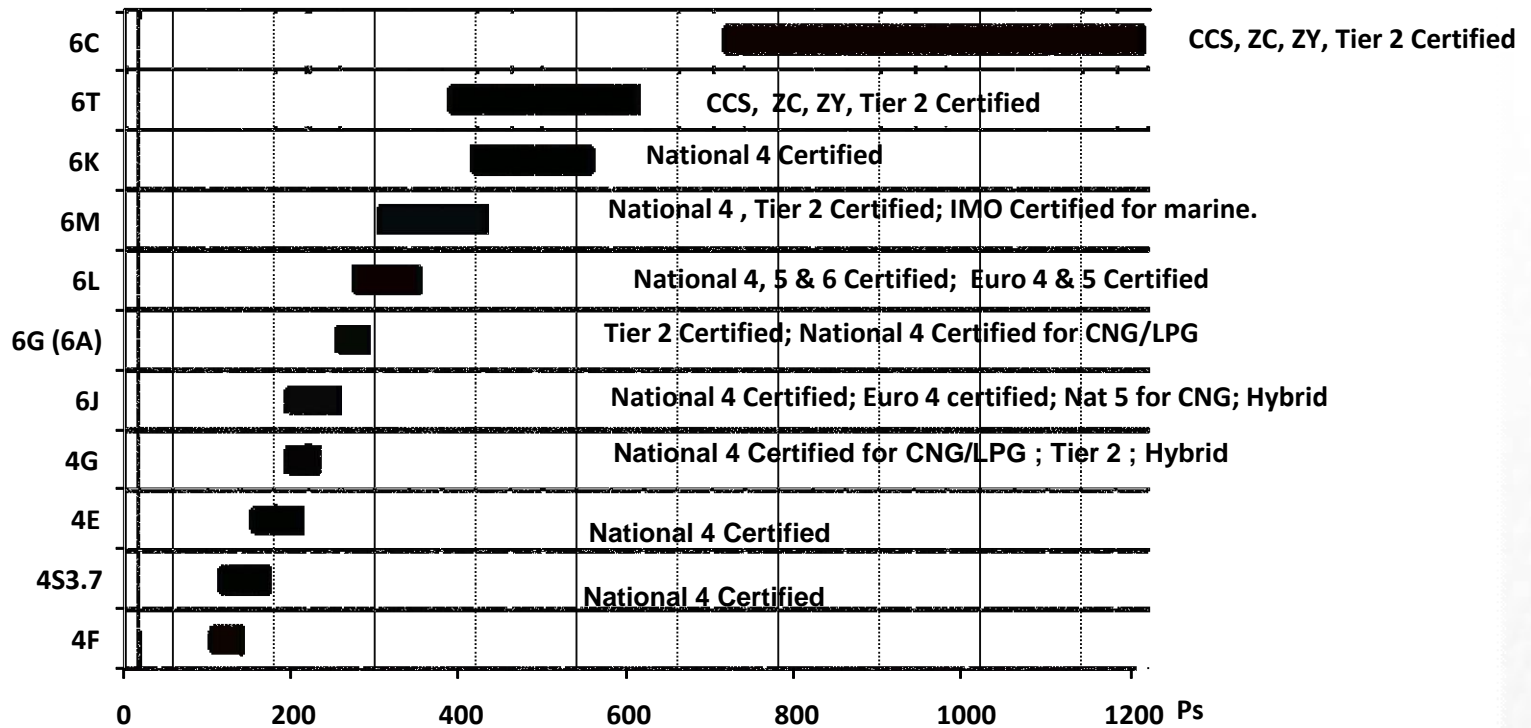 6C CCS, ZC, ZY, Tier 2 Certified
6T CCS, ZC, ZY, Tier 2 Certified
6K National 4 Certified
6M National 4 , Tier 2 Certified; IMO Certified for marine.
6L National 4, 5 & 6 Certified; Euro 4 & 5 Certified
6G (6A) Tier 2 Certified; National 4 Certified for CNG/LPG
6J National 4 Certified; Euro 4 certified; Nat 5 for CNG; Hybrid
4G National 4 Certified for CNG/LPG ; Tier 2 ; Hybrid
4E National 4 Certified
4S3.7 National 4 Certified
4F
0 200 400 600 800 1000 1200 Ps